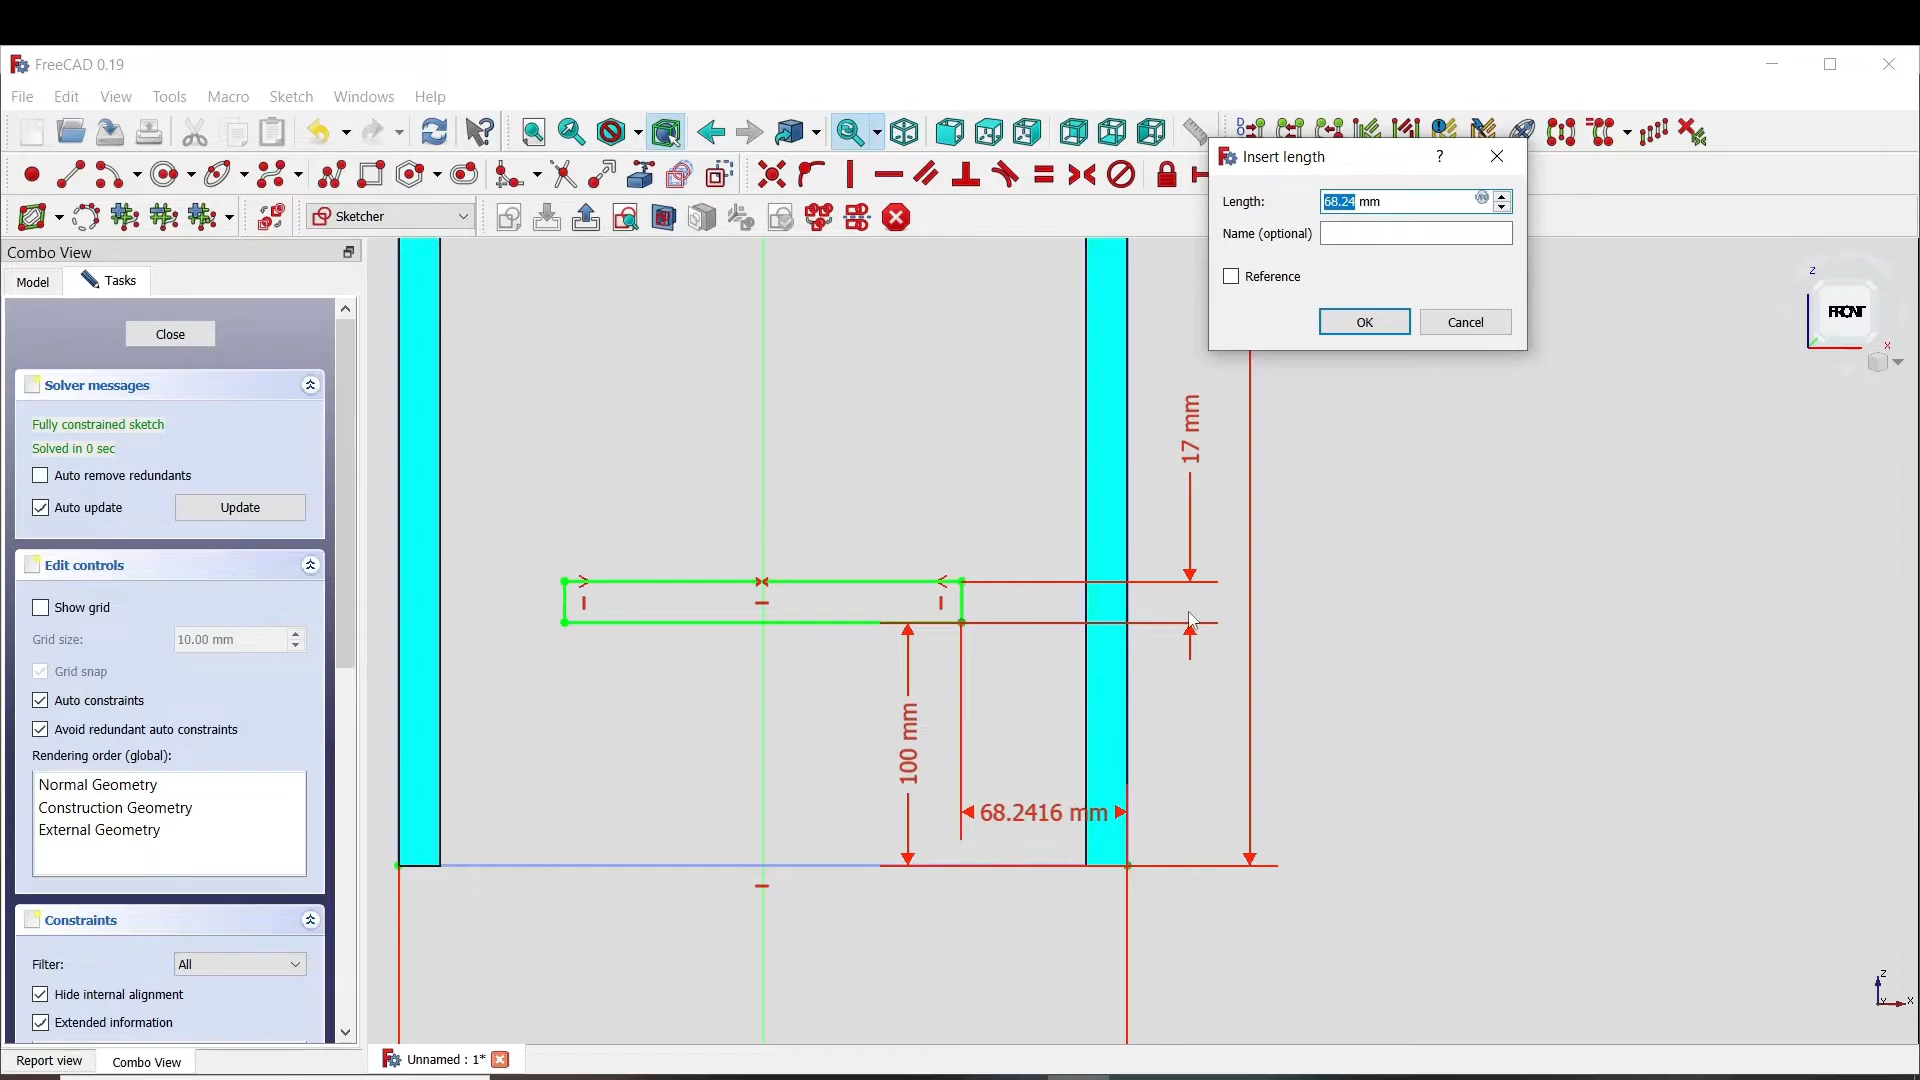 FreeCAD 0.19
File Edit View Tools Macro Sketch Windows Help
Sketcher
Combo View
Model Tasks
Close
Solver messages
Fully constrained sketch
Solved in 0 sec
Auto remove redundants
Auto update Update
Edit controls
Show grid
Grid size: 10.00 mm
Grid snap
Auto constraints
Avoid redundant auto constraints
Rendering order (global):
Normal Geometry
Construction Geometry
External Geometry
Constraints
Filter: All
Hide internal alignment
Extended information
Report view Combo View
Insert length ?
Length: 68.24 mm
Name (optional)
Reference
OK Cancel
17 mm
100 mm
68.2416 mm
Z
FRONT
X
Z
Y X
Unnamed : 1*